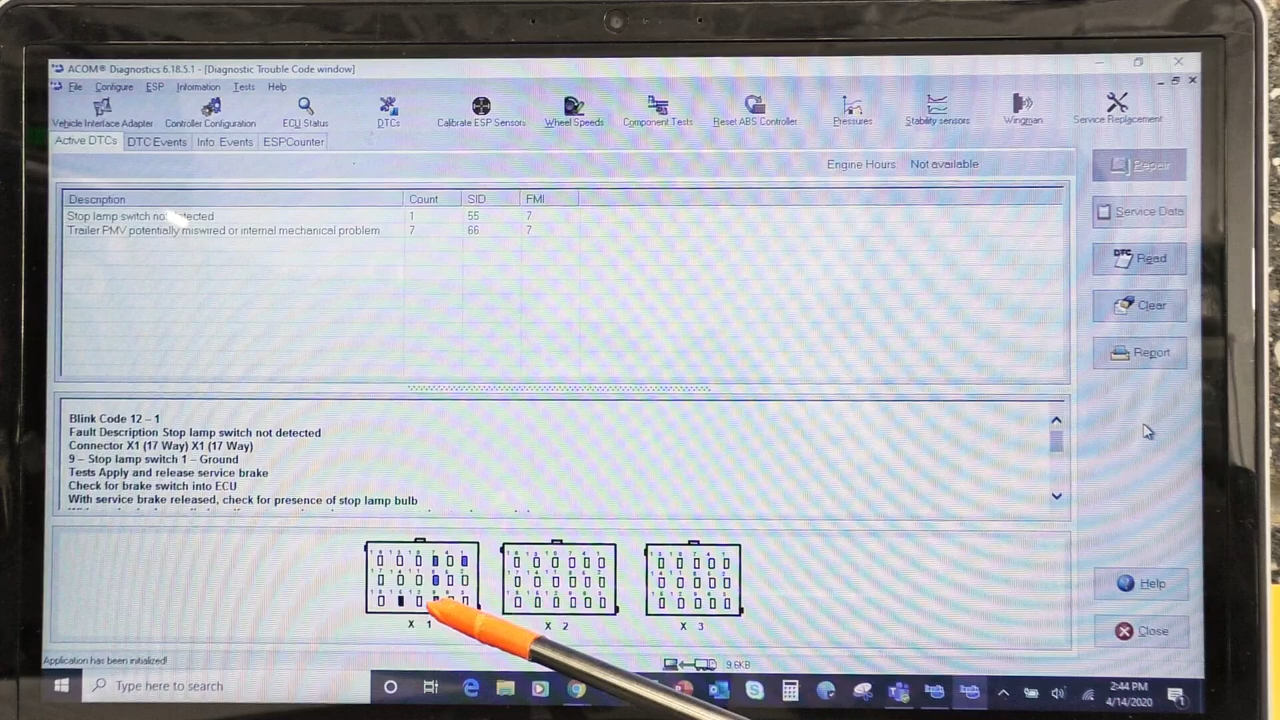 ACOM® Diagnostics 6.18.5.1 - [Diagnostic Trouble Code window]
File Configure ESP Information Tests Help
Vehicle Interface Adapter Controller Configuration ECU Status DTCs Calibrate ESP Sensors Wheel Speeds Component Tests Reset ABS Controller Pressures Stability sensors Wingman Service Replacement
Active DTCs DTC Events Info Events ESPCounter
Engine Hours Not available
Repair
Description Count SID FMI
Stop lamp switch not detected 1 55 7
Trailer PMV potentially miswired or internal mechanical problem 7 66 7
Service Data
DTC Read
Clear
Report
Blink Code 12 – 1
Fault Description Stop lamp switch not detected
Connector X1 (17 Way) X1 (17 Way)
9 – Stop lamp switch 1 – Ground
Tests Apply and release service brake
Check for brake switch into ECU
With service brake released, check for presence of stop lamp bulb
X 1 X 2 X 3
Help
Close
Application has been initialized!
9.6KB
Type here to search
2:44 PM
4/14/2020